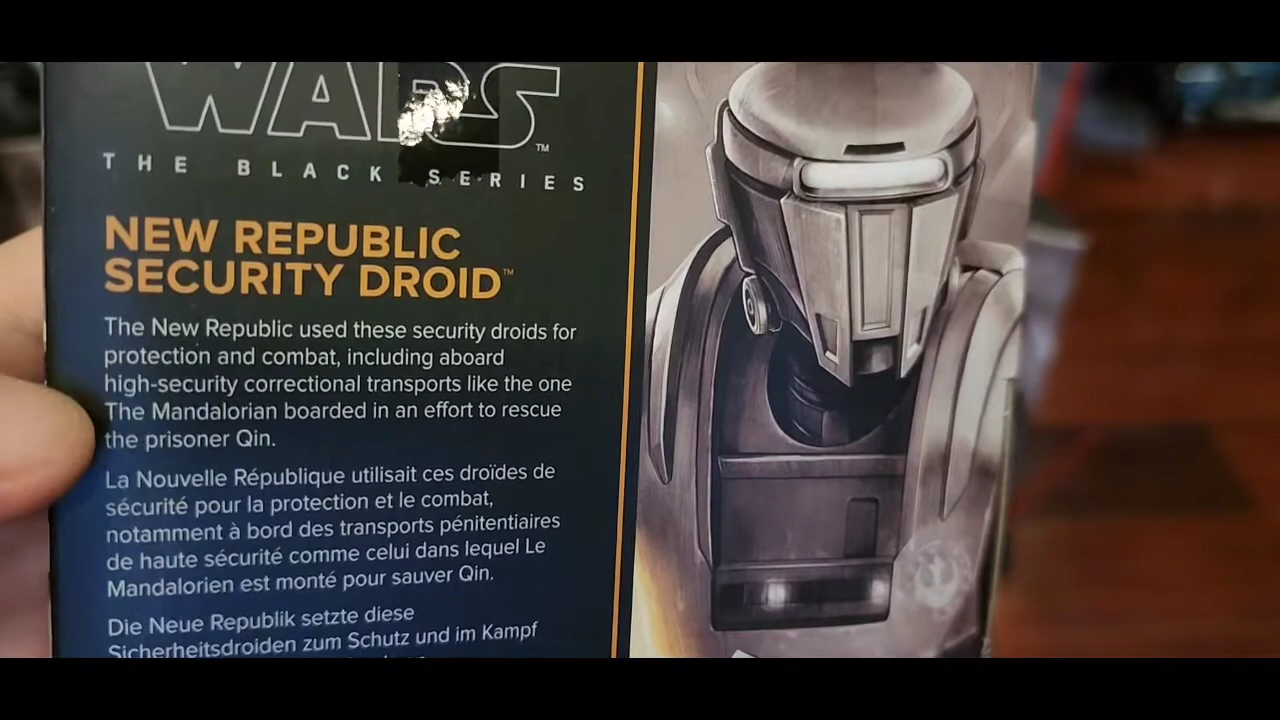 WARS™
THE BLACK SERIES
NEW REPUBLIC
SECURITY DROID™
The New Republic used these security droids for
protection and combat, including aboard
high-security correctional transports like the one
The Mandalorian boarded in an effort to rescue
the prisoner Qin.
La Nouvelle République utilisait ces droïdes de
sécurité pour la protection et le combat,
notamment à bord des transports pénitentiaires
de haute sécurité comme celui dans lequel Le
Mandalorien est monté pour sauver Qin.
Die Neue Republik setzte diese
Sicherheitsdroiden zum Schutz und im Kampf